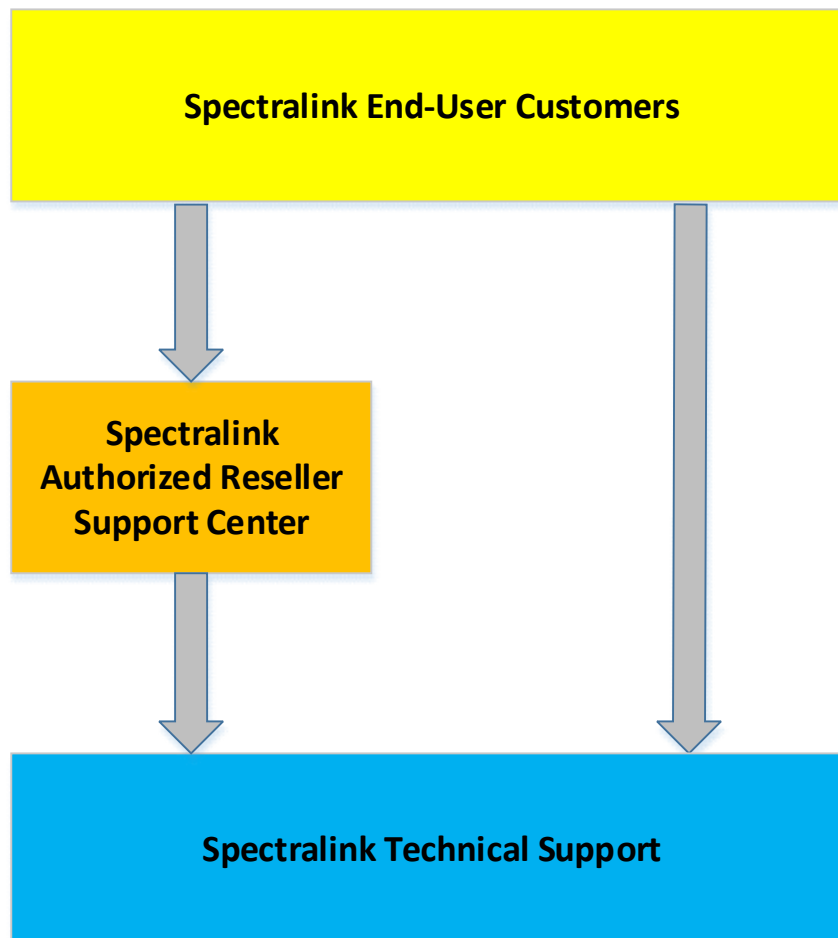 Spectralink End-User Customers
Spectralink
Authorized Reseller
Support Center
Spectralink Technical Support